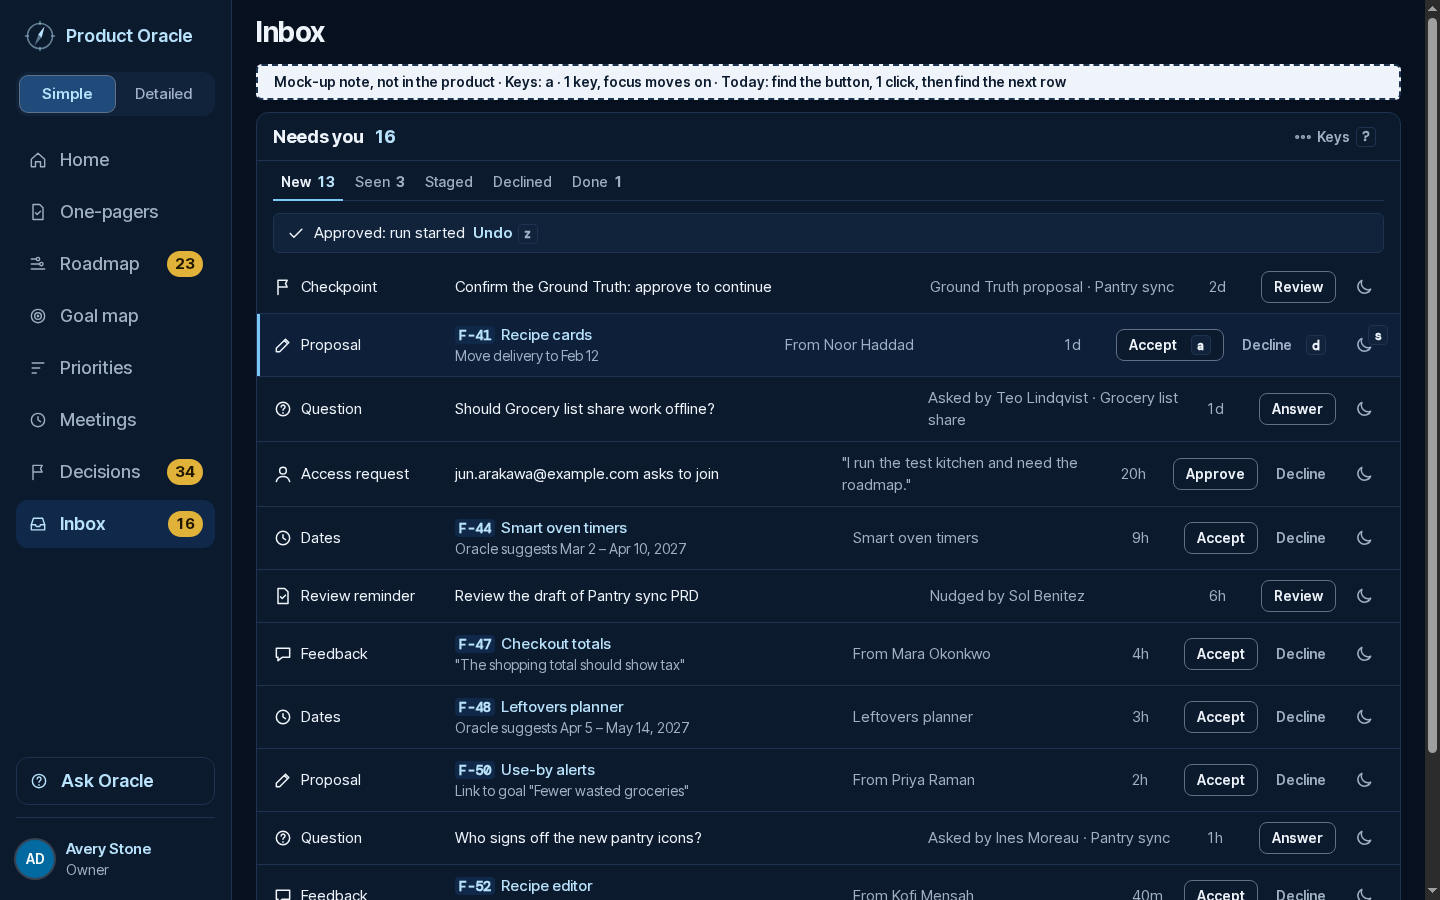 Product Oracle
Simple Detailed
Home
One-pagers
Roadmap 23
Goal map
Priorities
Meetings
Decisions 34
Inbox 16
Ask Oracle
AD Avery Stone
Owner
Inbox
Mock-up note, not in the product · Keys: a · 1 key, focus moves on · Today: find the button, 1 click, then find the next row
Needs you 16 ••• Keys ?
New 13 Seen 3 Staged Declined Done 1
Approved: run started Undo z
Checkpoint Confirm the Ground Truth: approve to continue Ground Truth proposal · Pantry sync 2d Review
Proposal F-41 Recipe cards From Noor Haddad 1d Accept a Decline d s
Move delivery to Feb 12
Question Should Grocery list share work offline? Asked by Teo Lindqvist · Grocery list 1d Answer
share
Access request jun.arakawa@example.com asks to join "I run the test kitchen and need the 20h Approve Decline
roadmap."
Dates F-44 Smart oven timers Smart oven timers 9h Accept Decline
Oracle suggests Mar 2 – Apr 10, 2027
Review reminder Review the draft of Pantry sync PRD Nudged by Sol Benitez 6h Review
Feedback F-47 Checkout totals From Mara Okonkwo 4h Accept Decline
"The shopping total should show tax"
Dates F-48 Leftovers planner Leftovers planner 3h Accept Decline
Oracle suggests Apr 5 – May 14, 2027
Proposal F-50 Use-by alerts From Priya Raman 2h Accept Decline
Link to goal "Fewer wasted groceries"
Question Who signs off the new pantry icons? Asked by Ines Moreau · Pantry sync 1h Answer
Feedback F-52 Recipe editor From Kofi Mensah 40m Accept Decline